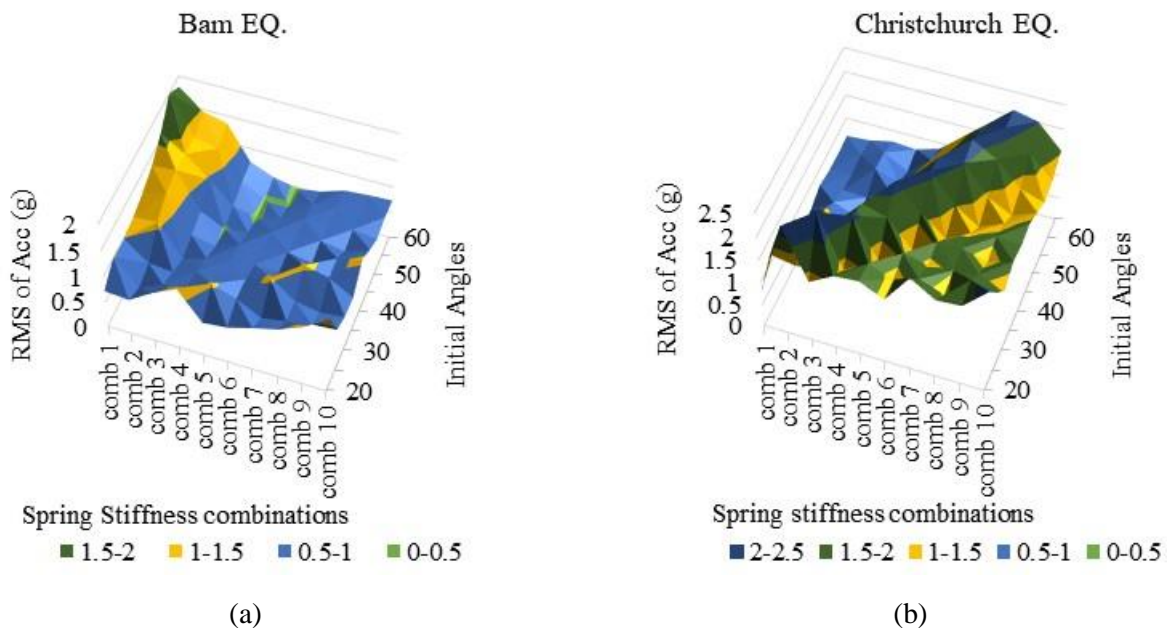 Bam EQ.
RMS of Acc (g)
2
1.5
1
0.5
0
comb 1
comb 2
comb 3
comb 4
comb 5
comb 6
comb 7
comb 8
comb 9
comb 10
60
50
40
30
20
Initial Angles
Spring Stiffness combinations
1.5-2 1-1.5 0.5-1 0-0.5
(a)
Christchurch EQ.
RMS of Acc (g)
2.5
2
1.5
1
0.5
0
comb 1
comb 2
comb 3
comb 4
comb 5
comb 6
comb 7
comb 8
comb 9
comb 10
60
50
40
30
20
Initial Angles
Spring stiffness combinations
2-2.5 1.5-2 1-1.5 0.5-1 0-0.5
(b)